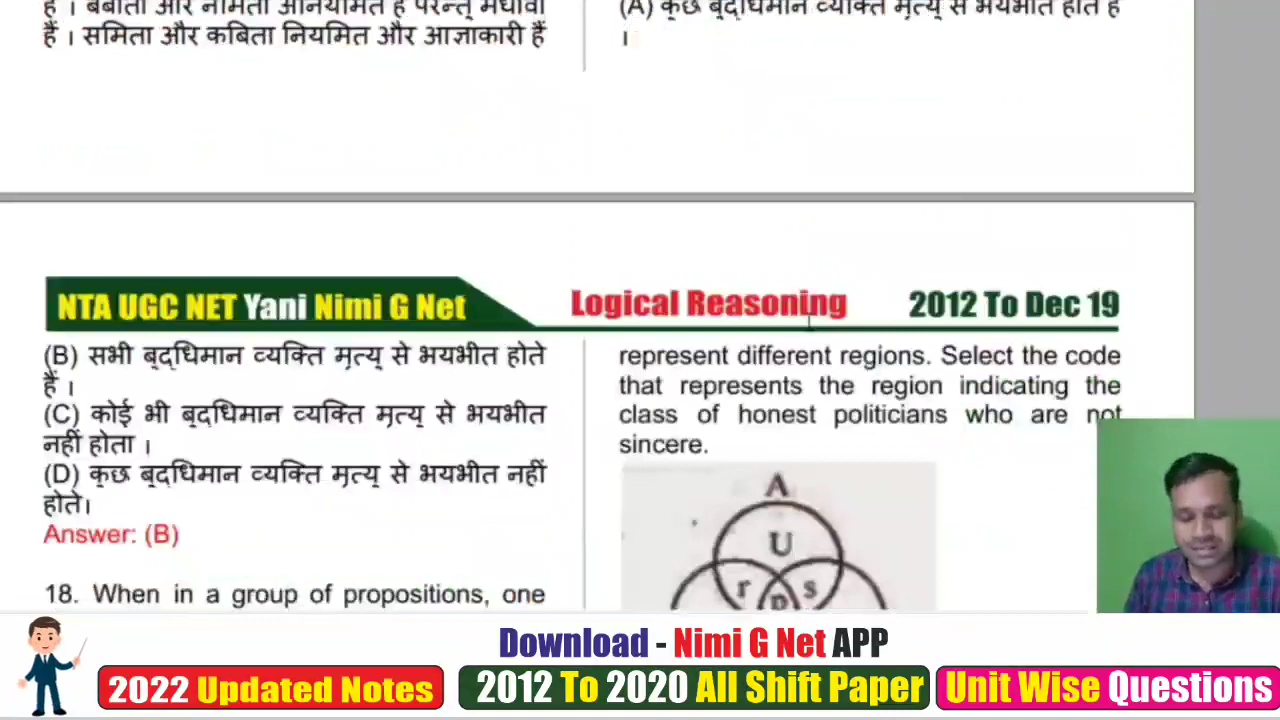 हैं । समिता और कबिता नियमित और आज्ञाकारी हैं
(A) कुछ बुद्धिमान व्यक्ति मृत्यु से भयभीत होते हैं
।
NTA UGC NET Yani Nimi G Net
Logical Reasoning
2012 To Dec 19
(B) सभी बुद्धिमान व्यक्ति मृत्यु से भयभीत होते
हैं ।
(C) कोई भी बुद्धिमान व्यक्ति मृत्यु से भयभीत
नहीं होता ।
(D) कुछ बुद्धिमान व्यक्ति मृत्यु से भयभीत नहीं
होते।
Answer: (B)
18. When in a group of propositions, one
represent different regions. Select the code
that represents the region indicating the
class of honest politicians who are not
sincere.
A
U
r
s
p
Download - Nimi G Net APP
2022 Updated Notes
2012 To 2020 All Shift Paper
Unit Wise Questions